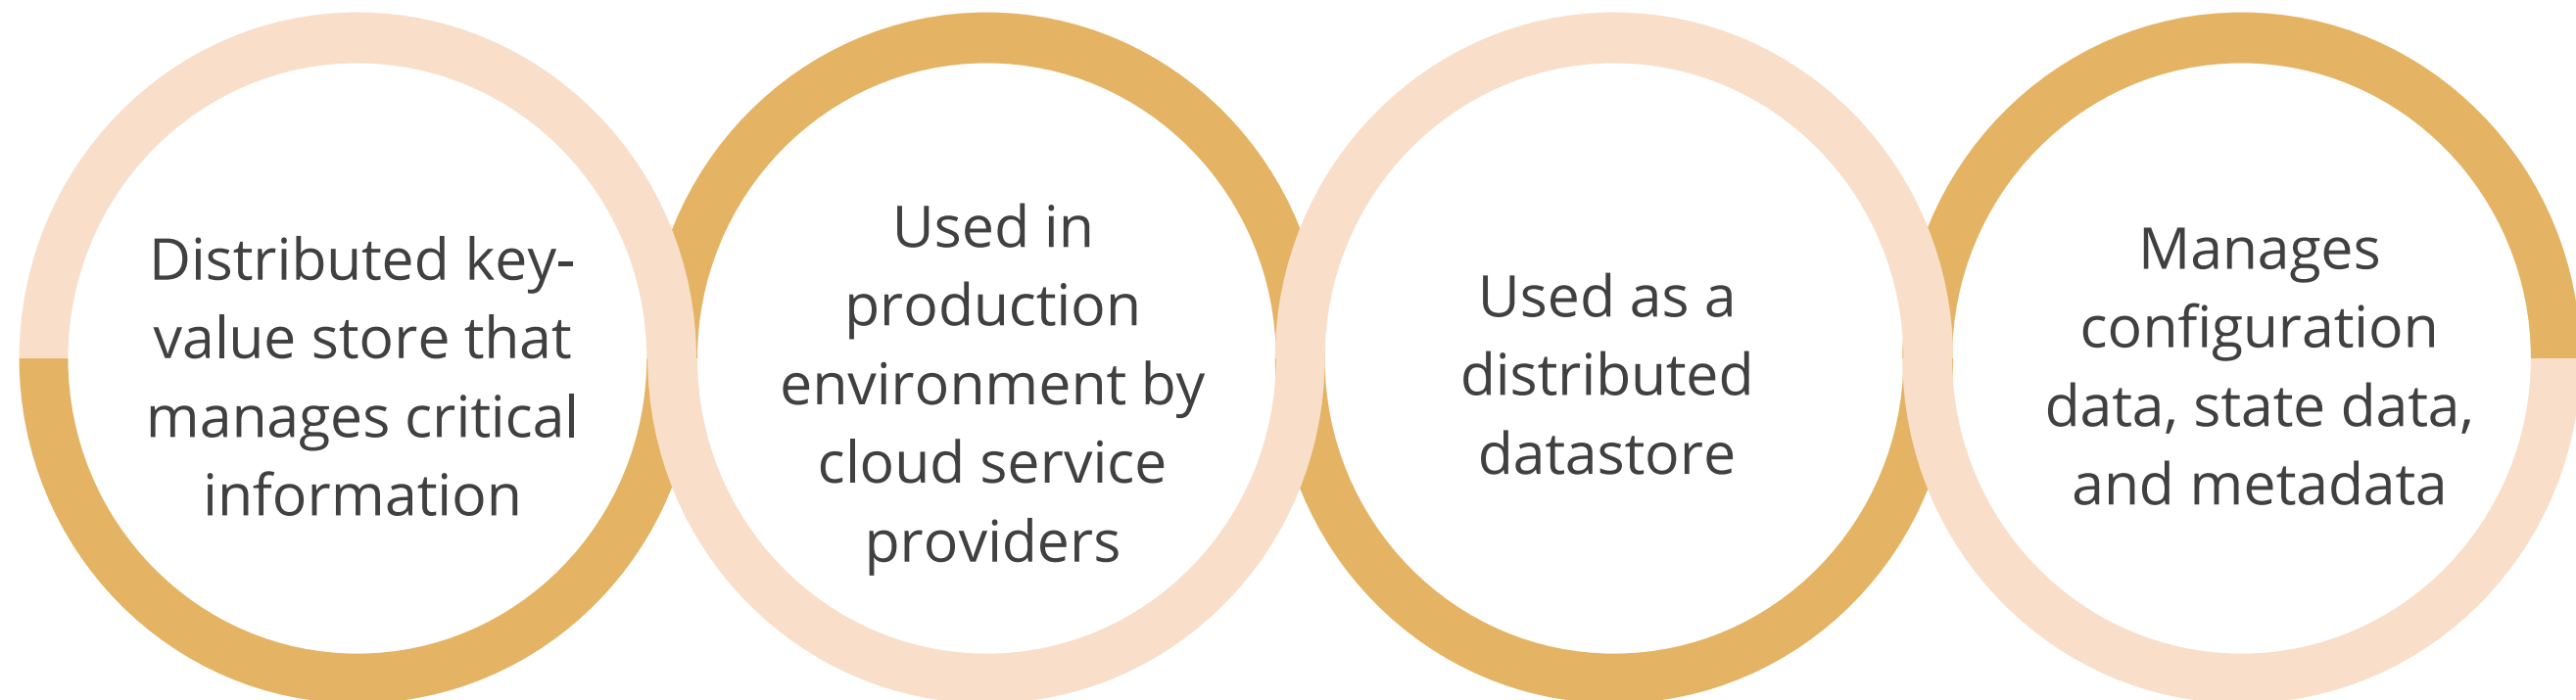 Distributed key-
value store that
manages critical
information
Used in
production
environment by
cloud service
providers
Used as a
distributed
datastore
Manages
configuration
data, state data,
and metadata